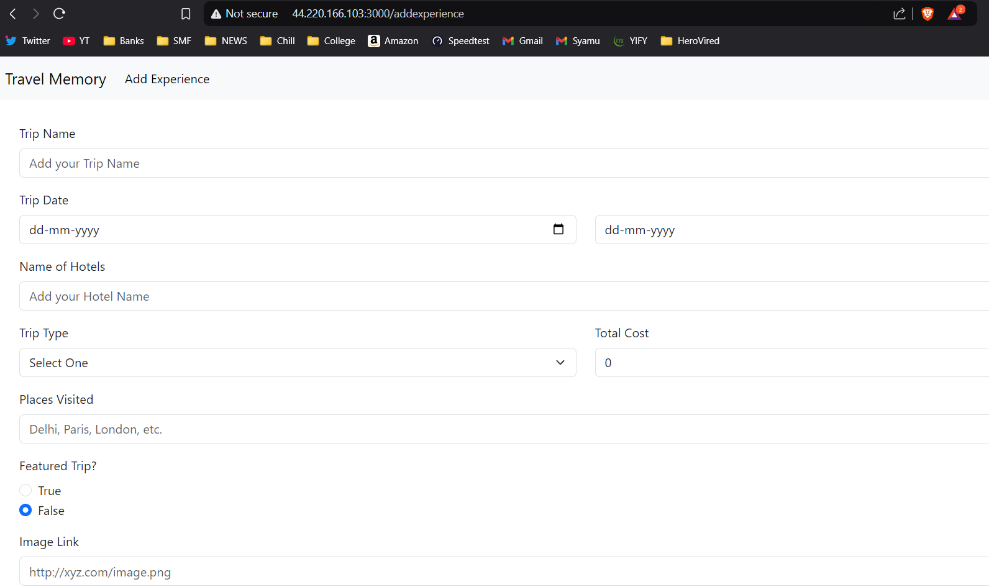 Not secure 44.220.166.103:3000/addexperience 2
Twitter YT Banks SMF NEWS Chill College Amazon Speedtest Gmail Syamu YIFY HeroVired
Travel Memory Add Experience
Trip Name
Add your Trip Name
Trip Date
dd-mm-yyyy dd-mm-yyyy
Name of Hotels
Add your Hotel Name
Trip Type Total Cost
Select One 0
Places Visited
Delhi, Paris, London, etc.
Featured Trip?
True
False
Image Link
http://xyz.com/image.png